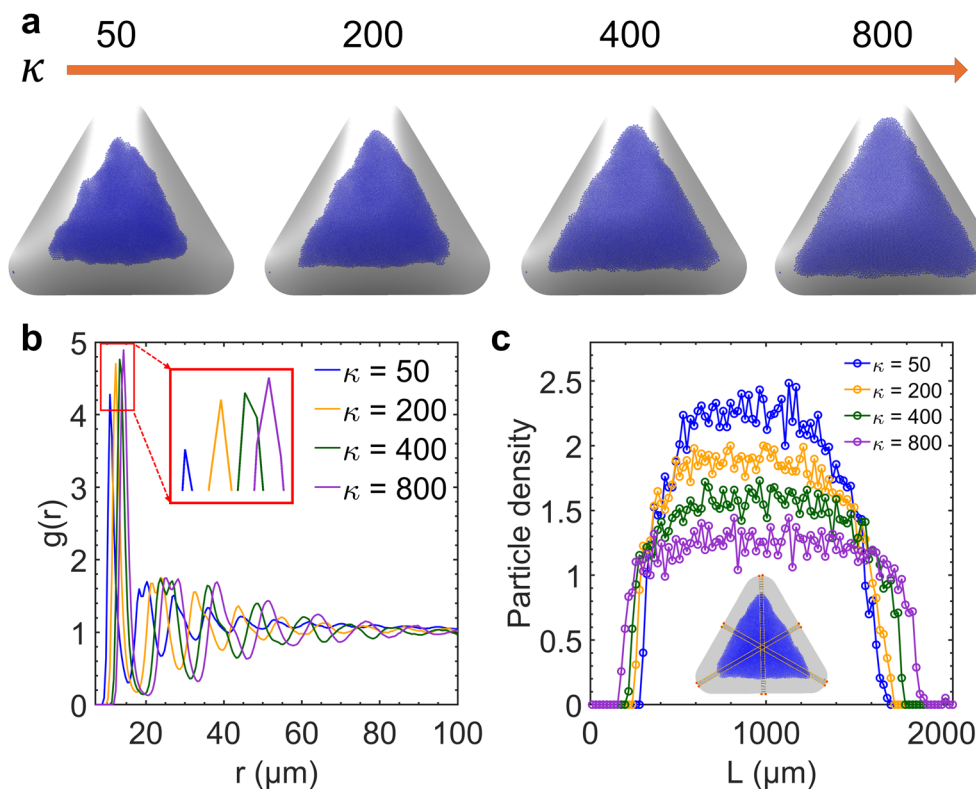 a
50 200 400 800
κ
b
5
4
3
2
1
0
g(r)
20 40 60 80 100
r (μm)
κ = 50
κ = 200
κ = 400
κ = 800
c
2.5
2
1.5
1
0.5
0
Particle density
0 1000 2000
L (μm)
κ = 50
κ = 200
κ = 400
κ = 800